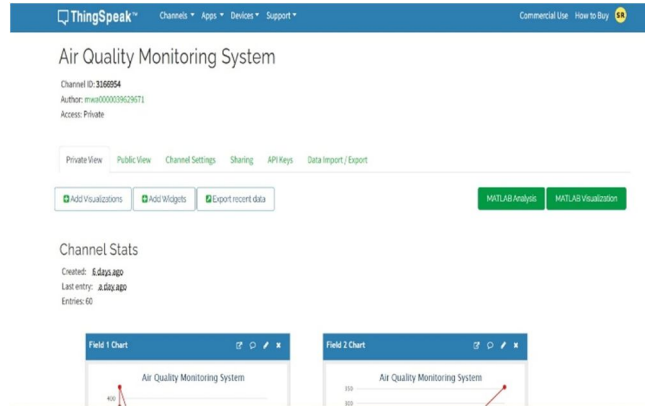 ThingSpeak™ Channels Apps Devices Support Commercial Use How to Buy SR
Air Quality Monitoring System
Channel ID: 3166954
Author: mwa0000039629671
Access: Private
Private View Public View Channel Settings Sharing API Keys Data Import / Export
Add Visualizations Add Widgets Export recent data MATLAB Analysis MATLAB Visualization
Channel Stats
Created: 6 days ago
Last entry: a day ago
Entries: 60
Field 1 Chart Field 2 Chart
Air Quality Monitoring System Air Quality Monitoring System
400